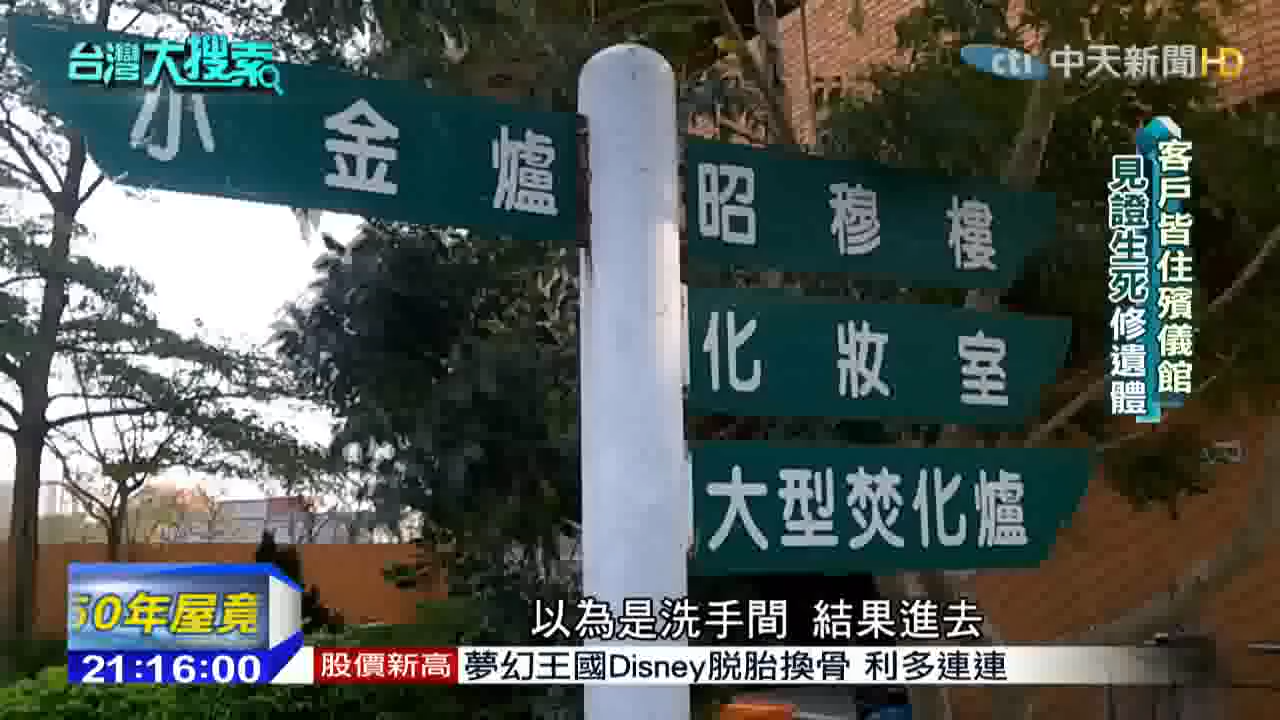 台灣大搜索
cti 中天新聞HD
小金爐
昭穆樓
化妝室
大型焚化爐
客戶皆住殯儀館
見證生死修遺體
以為是洗手間 結果進去
50年屋竟
21:16:00
股價新高 夢幻王國Disney脫胎換骨 利多連連